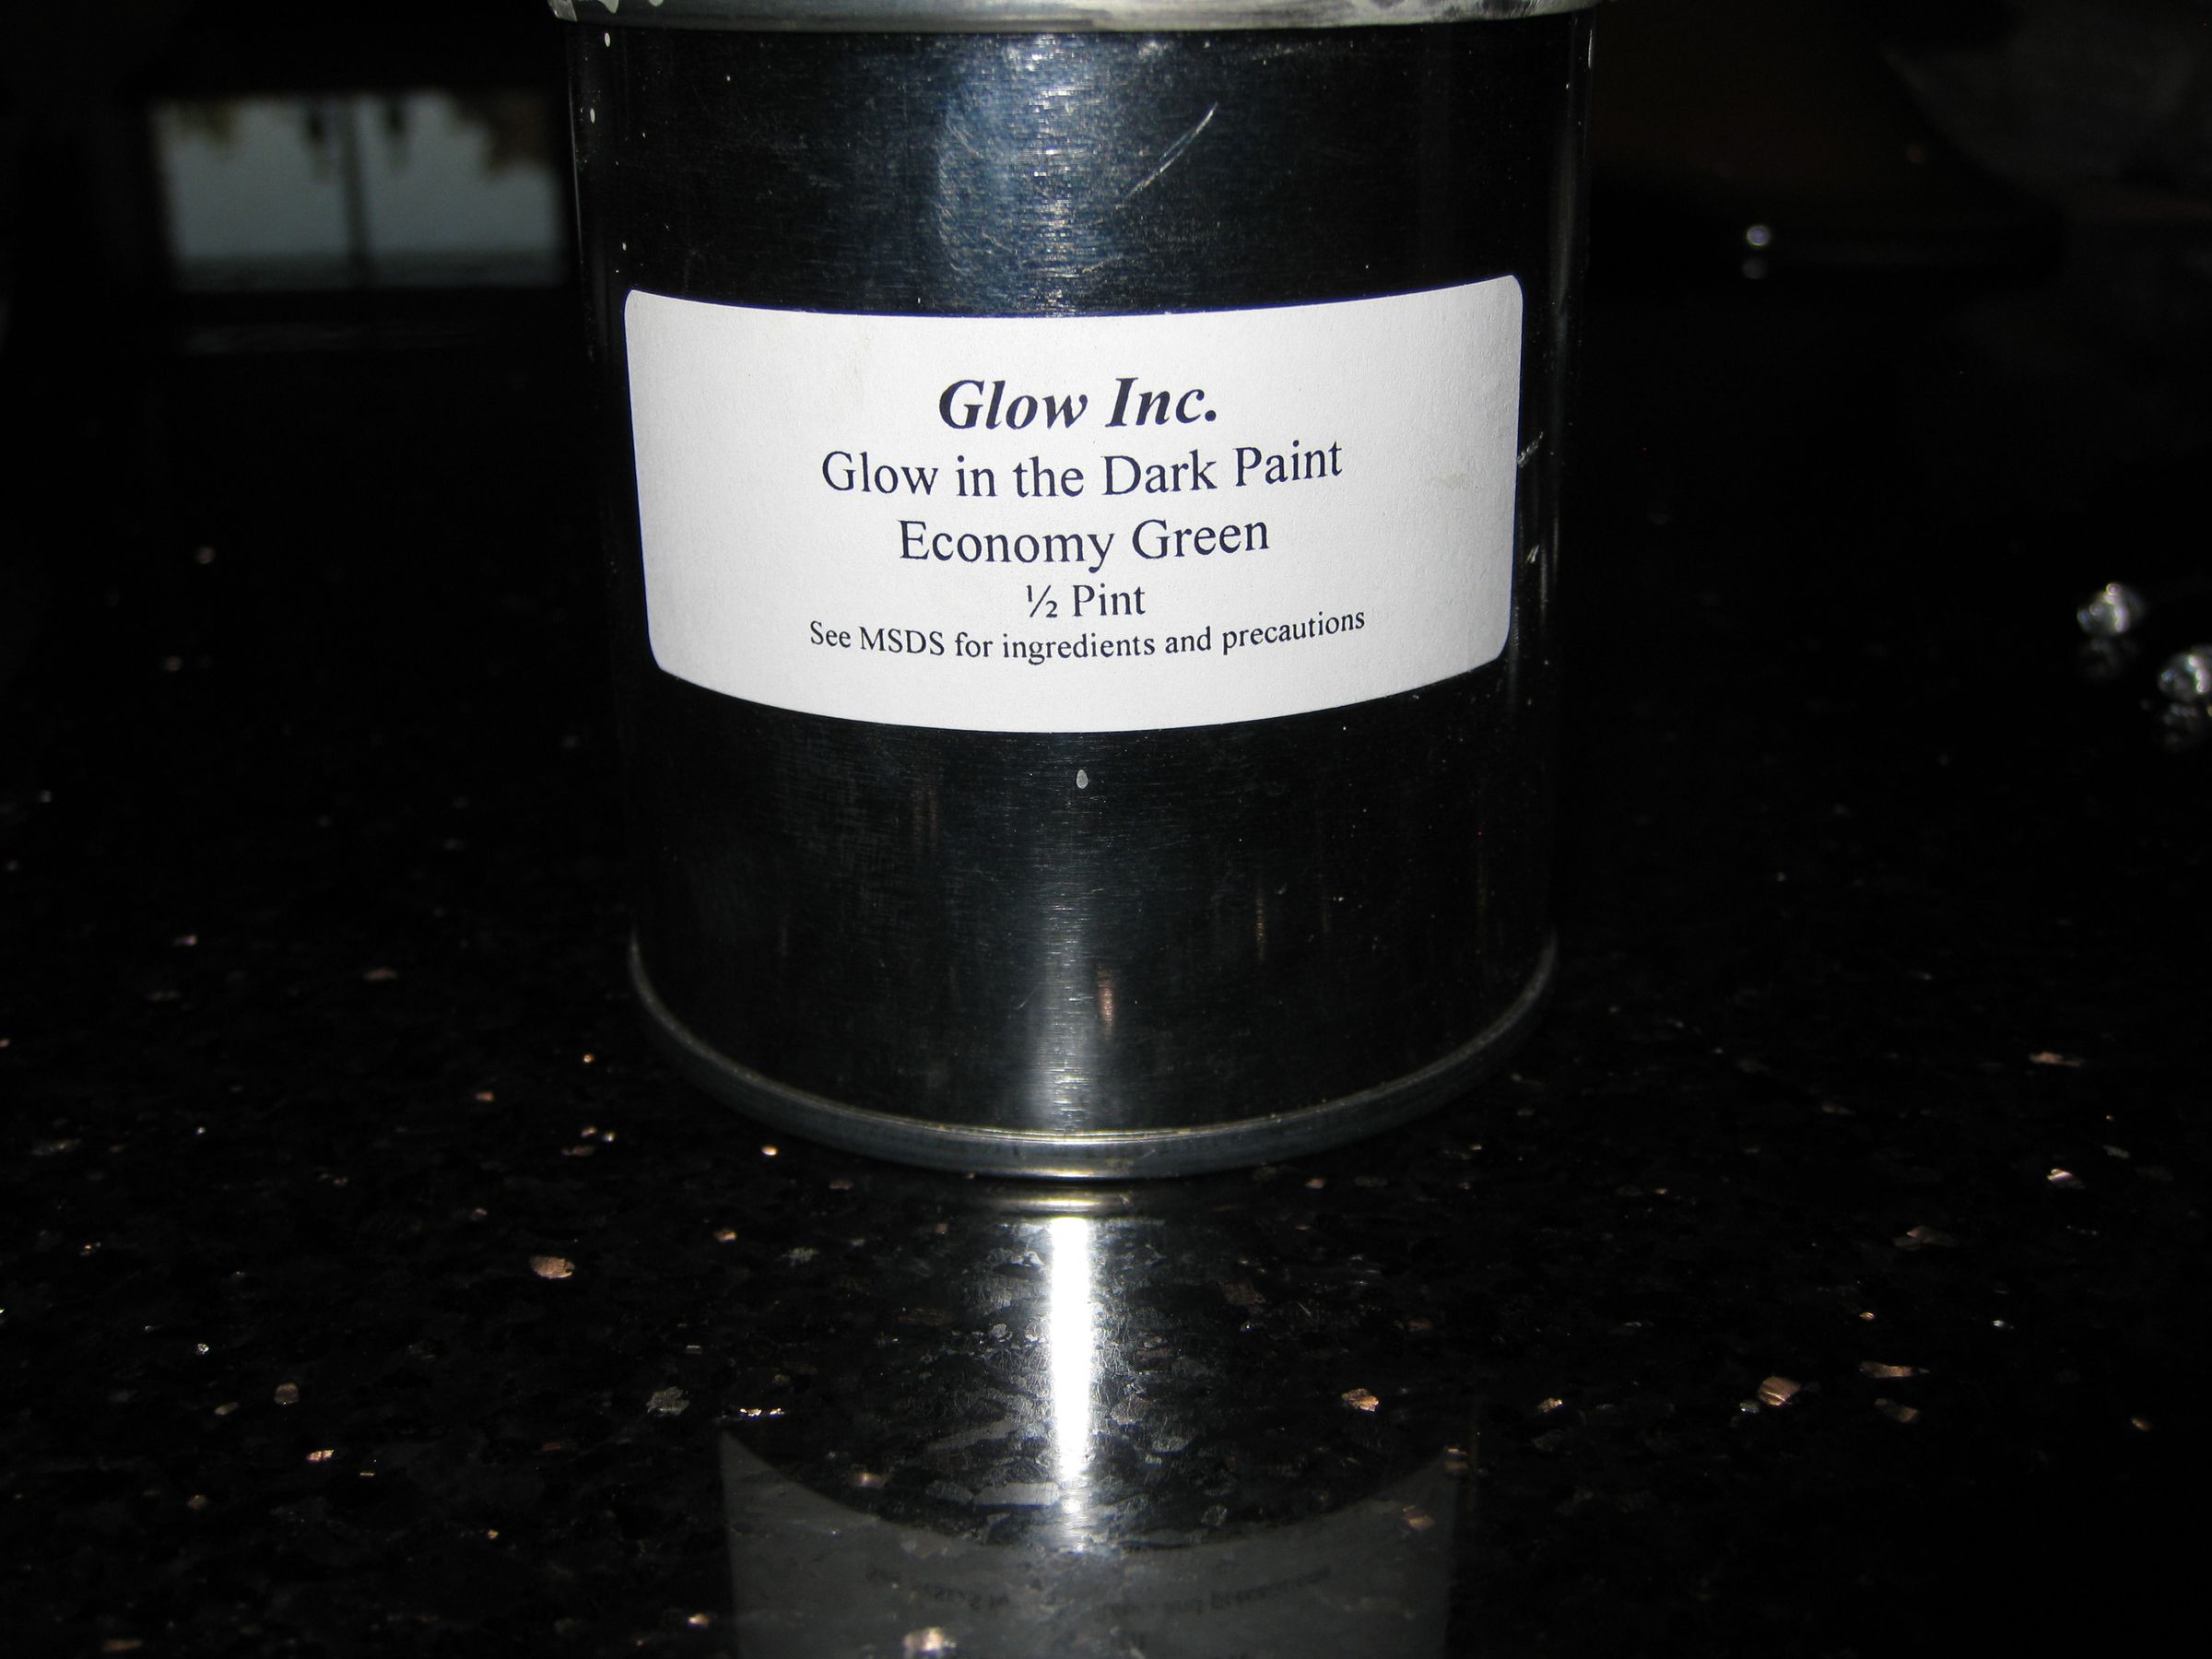 Glow Inc.
Glow in the Dark Paint
Economy Green
½ Pint
See MSDS for ingredients and precautions